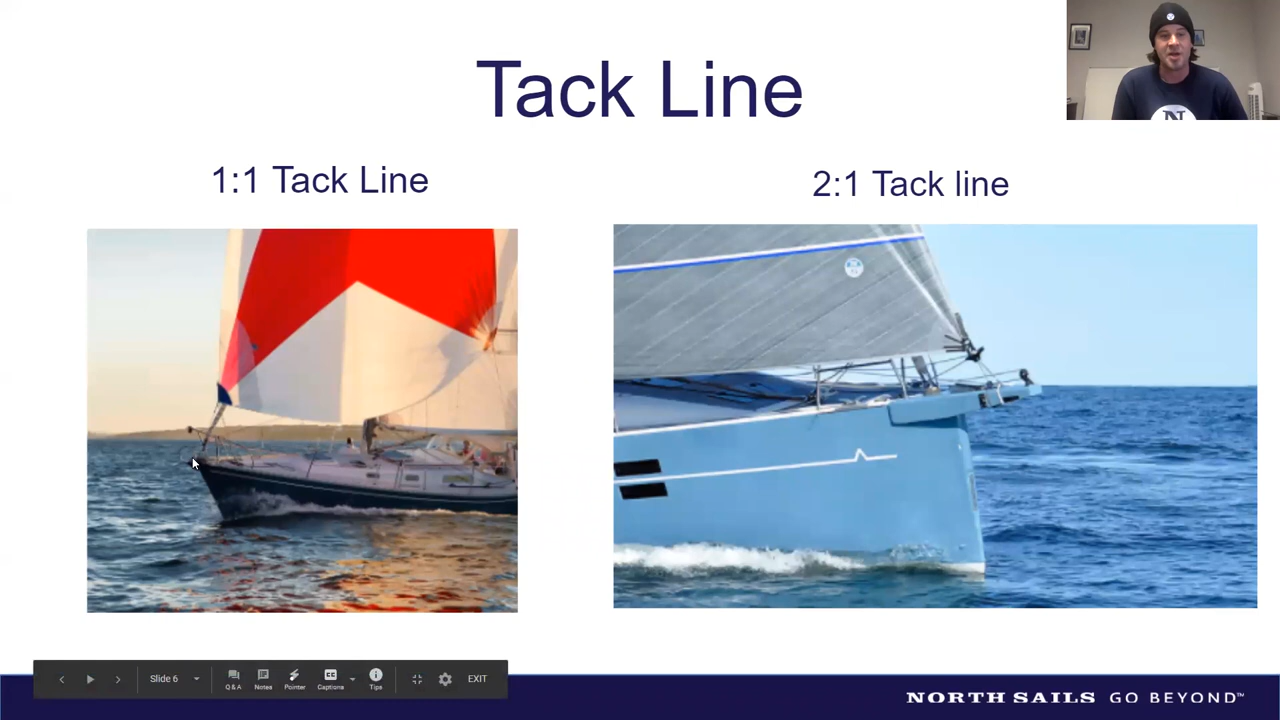 Tack Line
1:1 Tack Line
2:1 Tack line
N
Slide 6
Q & A
Notes
Pointer
Captions
CC
Tips
EXIT
NORTH SAILS GO BEYOND™